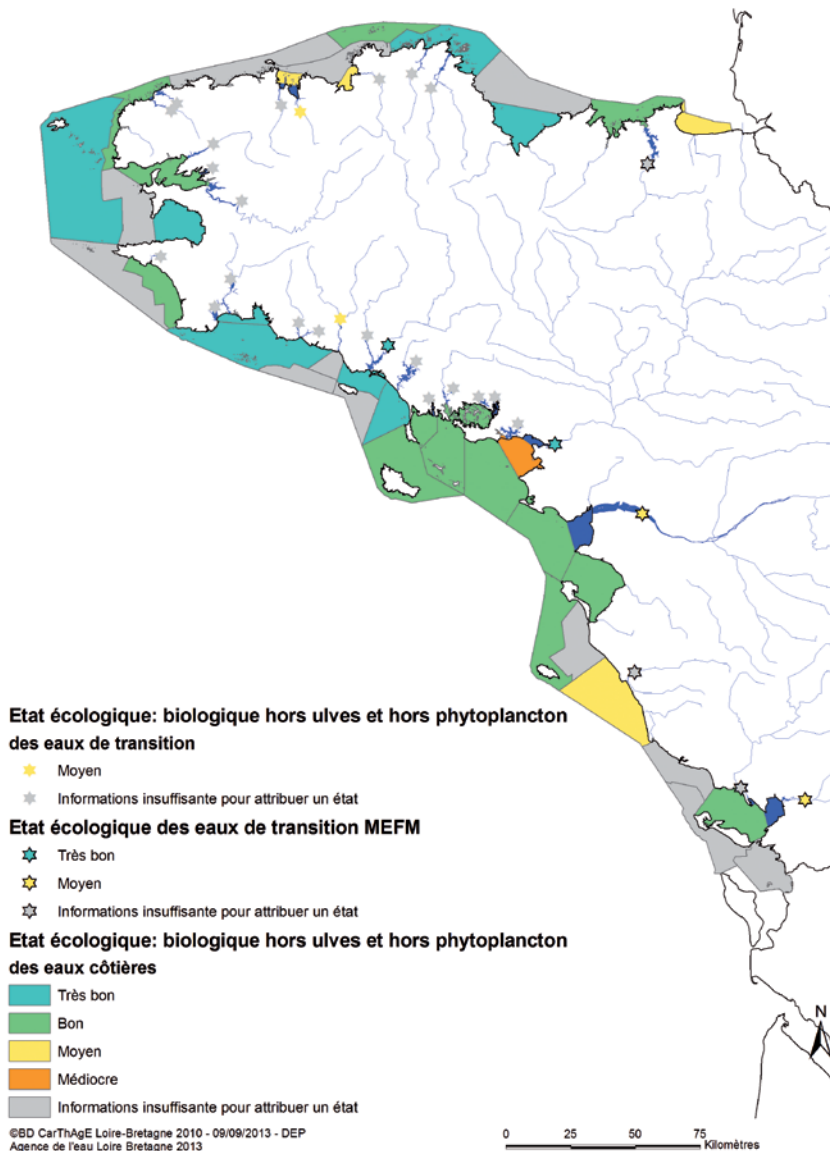 Etat écologique: biologique hors ulves et hors phytoplancton
des eaux de transition
Moyen
Informations insuffisante pour attribuer un état
Etat écologique des eaux de transition MEFM
Très bon
Moyen
Informations insuffisante pour attribuer un état
Etat écologique: biologique hors ulves et hors phytoplancton
des eaux côtières
Très bon
Bon
Moyen
Médiocre
Informations insuffisante pour attribuer un état
©BD CarThAgE Loire-Bretagne 2010 - 09/09/2013 - DEP
Agence de l'eau Loire Bretagne 2013
0 25 50 75
Kilomètres
N